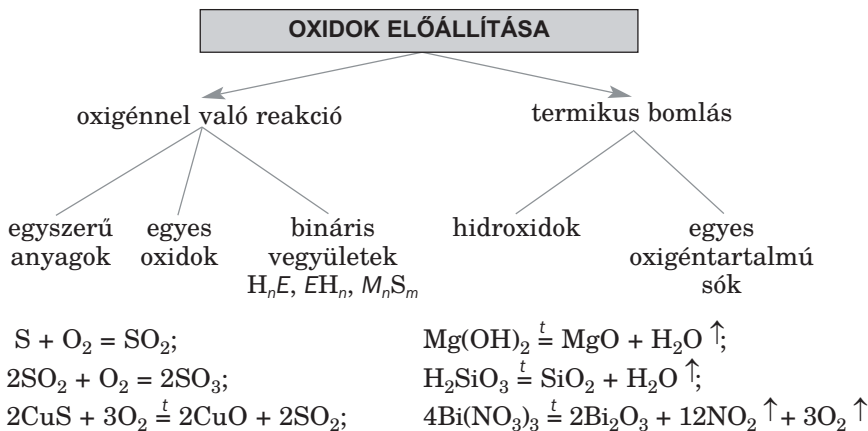 OXIDOK ELŐÁLLÍTÁSA
oxigénnel való reakció
termikus bomlás
egyszerű anyagok
egyes oxidok
bináris vegyületek
HₙE, EHₙ, MₙSₘ
hidroxidok
egyes oxigéntartalmú sók
S + O₂ = SO₂;
2SO₂ + O₂ = 2SO₃;
2CuS + 3O₂ =ᵗ 2CuO + 2SO₂;
Mg(OH)₂ =ᵗ MgO + H₂O ↑;
H₂SiO₃ =ᵗ SiO₂ + H₂O ↑;
4Bi(NO₃)₃ =ᵗ 2Bi₂O₃ + 12NO₂ ↑ + 3O₂ ↑